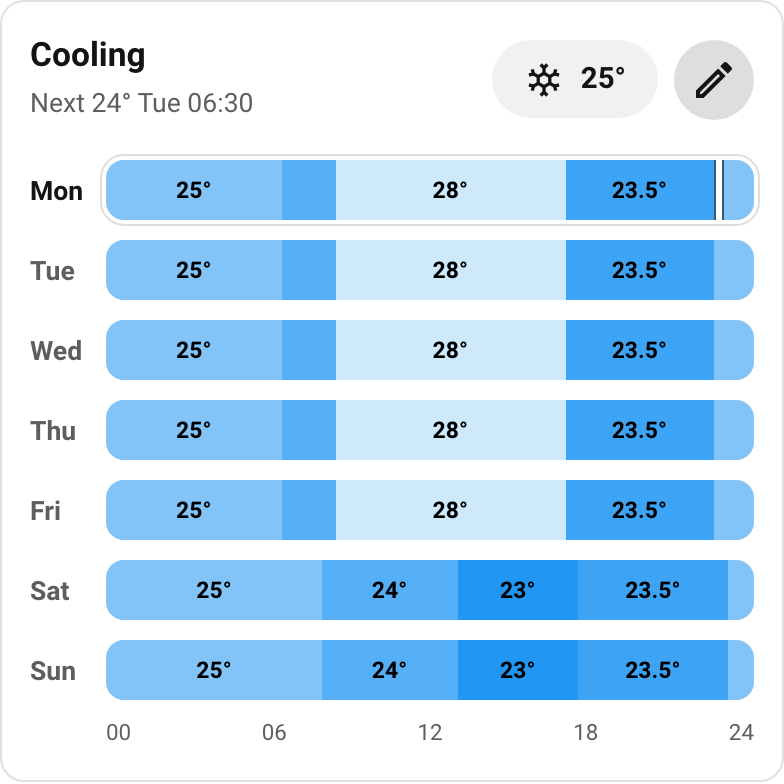 Cooling
Next 24° Tue 06:30
25°
Mon 25° 28° 23.5°
Tue 25° 28° 23.5°
Wed 25° 28° 23.5°
Thu 25° 28° 23.5°
Fri 25° 28° 23.5°
Sat 25° 24° 23° 23.5°
Sun 25° 24° 23° 23.5°
00 06 12 18 24